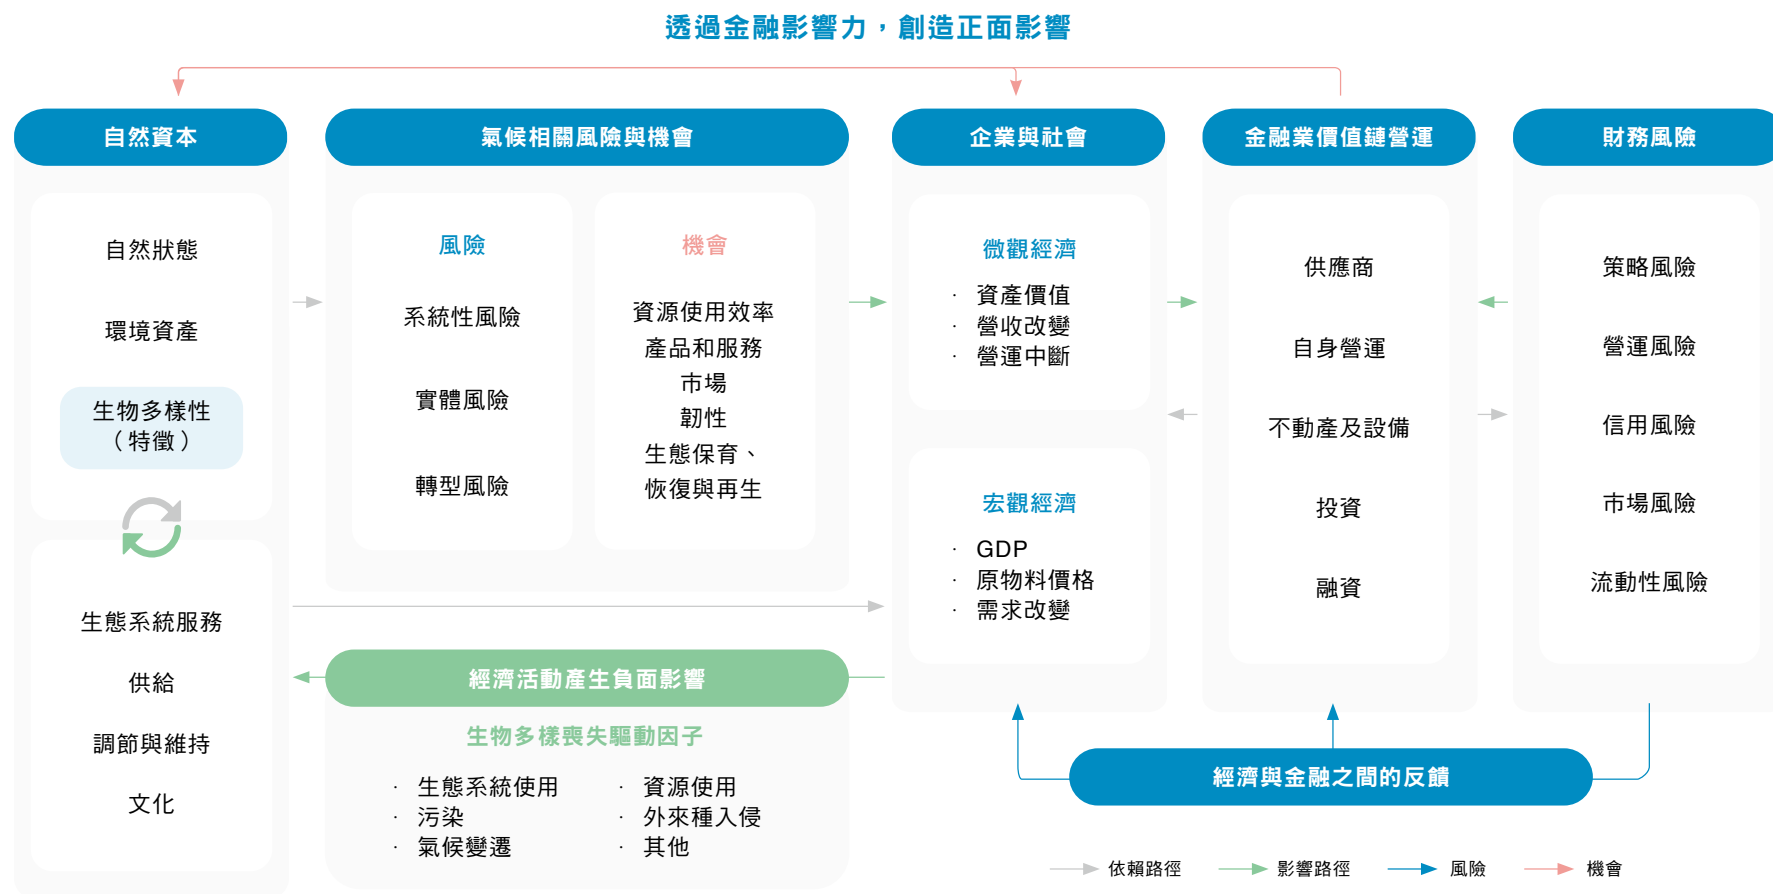 透過金融影響力，創造正面影響
自然資本
自然狀態
環境資產
生物多樣性
（特徵）
生態系統服務
供給
調節與維持
文化
氣候相關風險與機會
風險
系統性風險
實體風險
轉型風險
機會
資源使用效率
產品和服務
市場
韌性
生態保育、
恢復與再生
經濟活動產生負面影響
生物多樣喪失驅動因子
· 生態系統使用
· 污染
· 氣候變遷
· 資源使用
· 外來種入侵
· 其他
企業與社會
微觀經濟
· 資產價值
· 營收改變
· 營運中斷
宏觀經濟
· GDP
· 原物料價格
· 需求改變
金融業價值鏈營運
供應商
自身營運
不動產及設備
投資
融資
財務風險
策略風險
營運風險
信用風險
市場風險
流動性風險
經濟與金融之間的反饋
依賴路徑
影響路徑
風險
機會